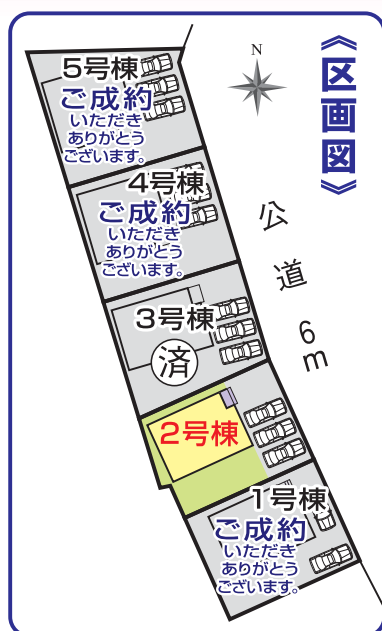 《区画図》
N
5号棟
ご成約
いただき
ありがとう
ございます。
4号棟
ご成約
いただき
ありがとう
ございます。
公道6m
3号棟
済
2号棟
1号棟
ご成約
いただき
ありがとう
ございます。